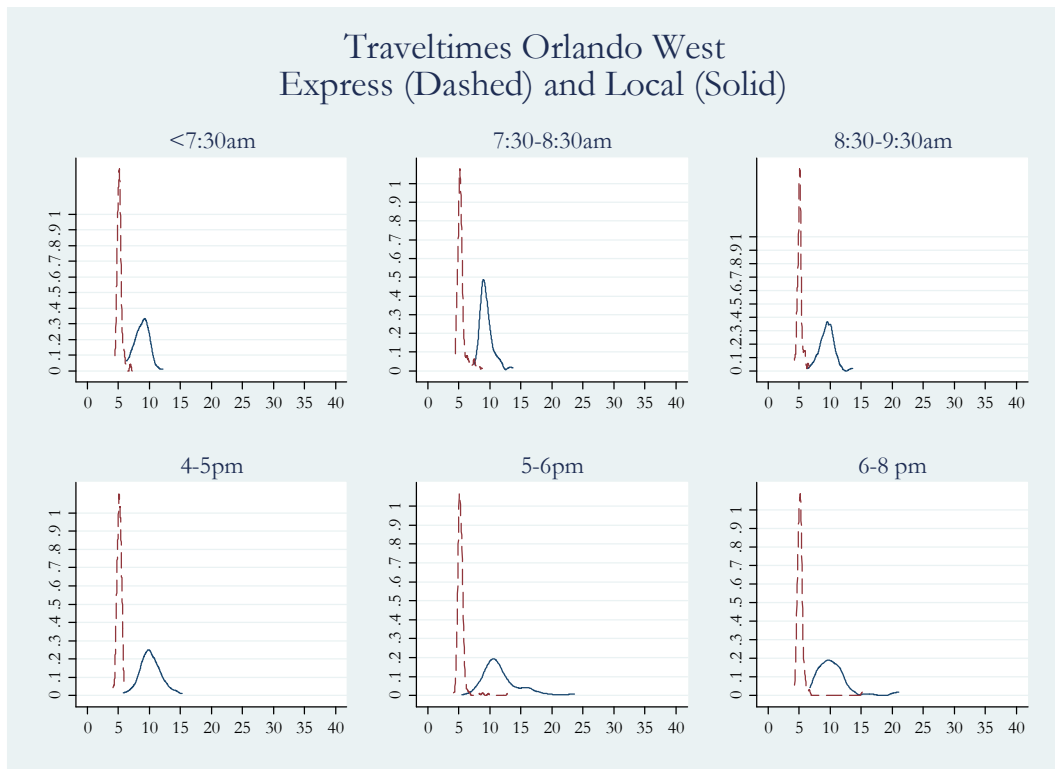 Traveltimes Orlando West
Express (Dashed) and Local (Solid)
<7:30am
7:30-8:30am
8:30-9:30am
0 .1 .2 .3 .4 .5 .6 .7 .8 .9 1
0 .1 .2 .3 .4 .5 .6 .7 .8 .9 1
0 .1 .2 .3 .4 .5 .6 .7 .8 .9 1
0 5 10 15 20 25 30 35 40
0 5 10 15 20 25 30 35 40
0 5 10 15 20 25 30 35 40
4-5pm
5-6pm
6-8 pm
0 .1 .2 .3 .4 .5 .6 .7 .8 .9 1
0 .1 .2 .3 .4 .5 .6 .7 .8 .9 1
0 .1 .2 .3 .4 .5 .6 .7 .8 .9 1
0 5 10 15 20 25 30 35 40
0 5 10 15 20 25 30 35 40
0 5 10 15 20 25 30 35 40